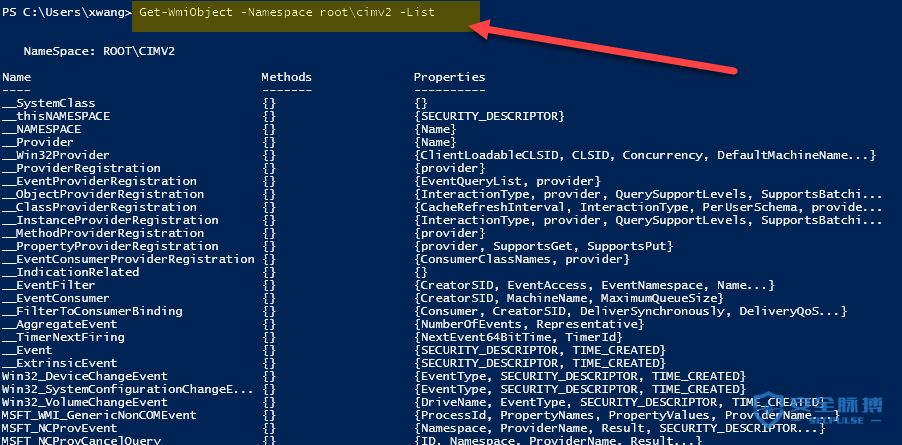 PS C:\Users\xwang> Get-WmiObject -Namespace root\cimv2 -List
NameSpace: ROOT\CIMV2
Name Methods Properties
---- ------- ----------
__SystemClass {} {}
__thisNAMESPACE {} {SECURITY_DESCRIPTOR}
__NAMESPACE {} {Name}
__Provider {} {Name}
__Win32Provider {} {ClientLoadableCLSID, CLSID, Concurrency, DefaultMachineName...}
__ProviderRegistration {} {provider}
__EventProviderRegistration {} {EventQueryList, provider}
__ObjectProviderRegistration {} {InteractionType, provider, QuerySupportLevels, SupportsBatchi...
__ClassProviderRegistration {} {CacheRefreshInterval, InteractionType, PerUserSchema, provide...
__InstanceProviderRegistration {} {InteractionType, provider, QuerySupportLevels, SupportsBatchi...
__MethodProviderRegistration {} {provider}
__PropertyProviderRegistration {} {provider, SupportsGet, SupportsPut}
__EventConsumerProviderRegistration {} {ConsumerClassNames, provider}
__IndicationRelated {} {}
__EventFilter {} {CreatorSID, EventAccess, EventNamespace, Name...}
__EventConsumer {} {CreatorSID, MachineName, MaximumQueueSize}
__FilterToConsumerBinding {} {Consumer, CreatorSID, DeliverSynchronously, DeliveryQoS...}
__AggregateEvent {} {NumberOfEvents, Representative}
__TimerNextFiring {} {NextEvent64BitTime, TimerId}
__Event {} {SECURITY_DESCRIPTOR, TIME_CREATED}
__ExtrinsicEvent {} {SECURITY_DESCRIPTOR, TIME_CREATED}
Win32_DeviceChangeEvent {} {EventType, SECURITY_DESCRIPTOR, TIME_CREATED}
Win32_SystemConfigurationChangeE... {} {EventType, SECURITY_DESCRIPTOR, TIME_CREATED}
Win32_VolumeChangeEvent {} {DriveName, EventType, SECURITY_DESCRIPTOR, TIME_CREATED}
MSFT_WMI_GenericNonCOMEvent {} {ProcessId, PropertyNames, PropertyValues, ProviderName...}
MSFT_NCProvEvent {} {Namespace, ProviderName, Result, SECURITY_DESCRIPTOR...}
MSFT_NCProvCancelQuery {} {ID, Namespace, ProviderName, Result...}
安全脉搏
SECPULSE